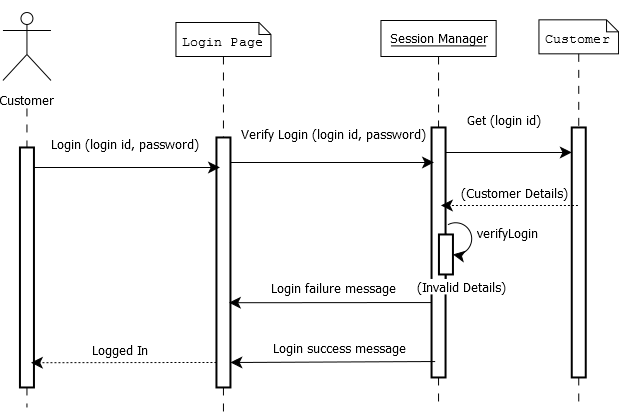 Login Page
Session Manager
Customer
Customer
Login (login id, password)
Verify Login (login id, password)
Get (login id)
(Customer Details)
verifyLogin
(Invalid Details)
Login failure message
Login success message
Logged In